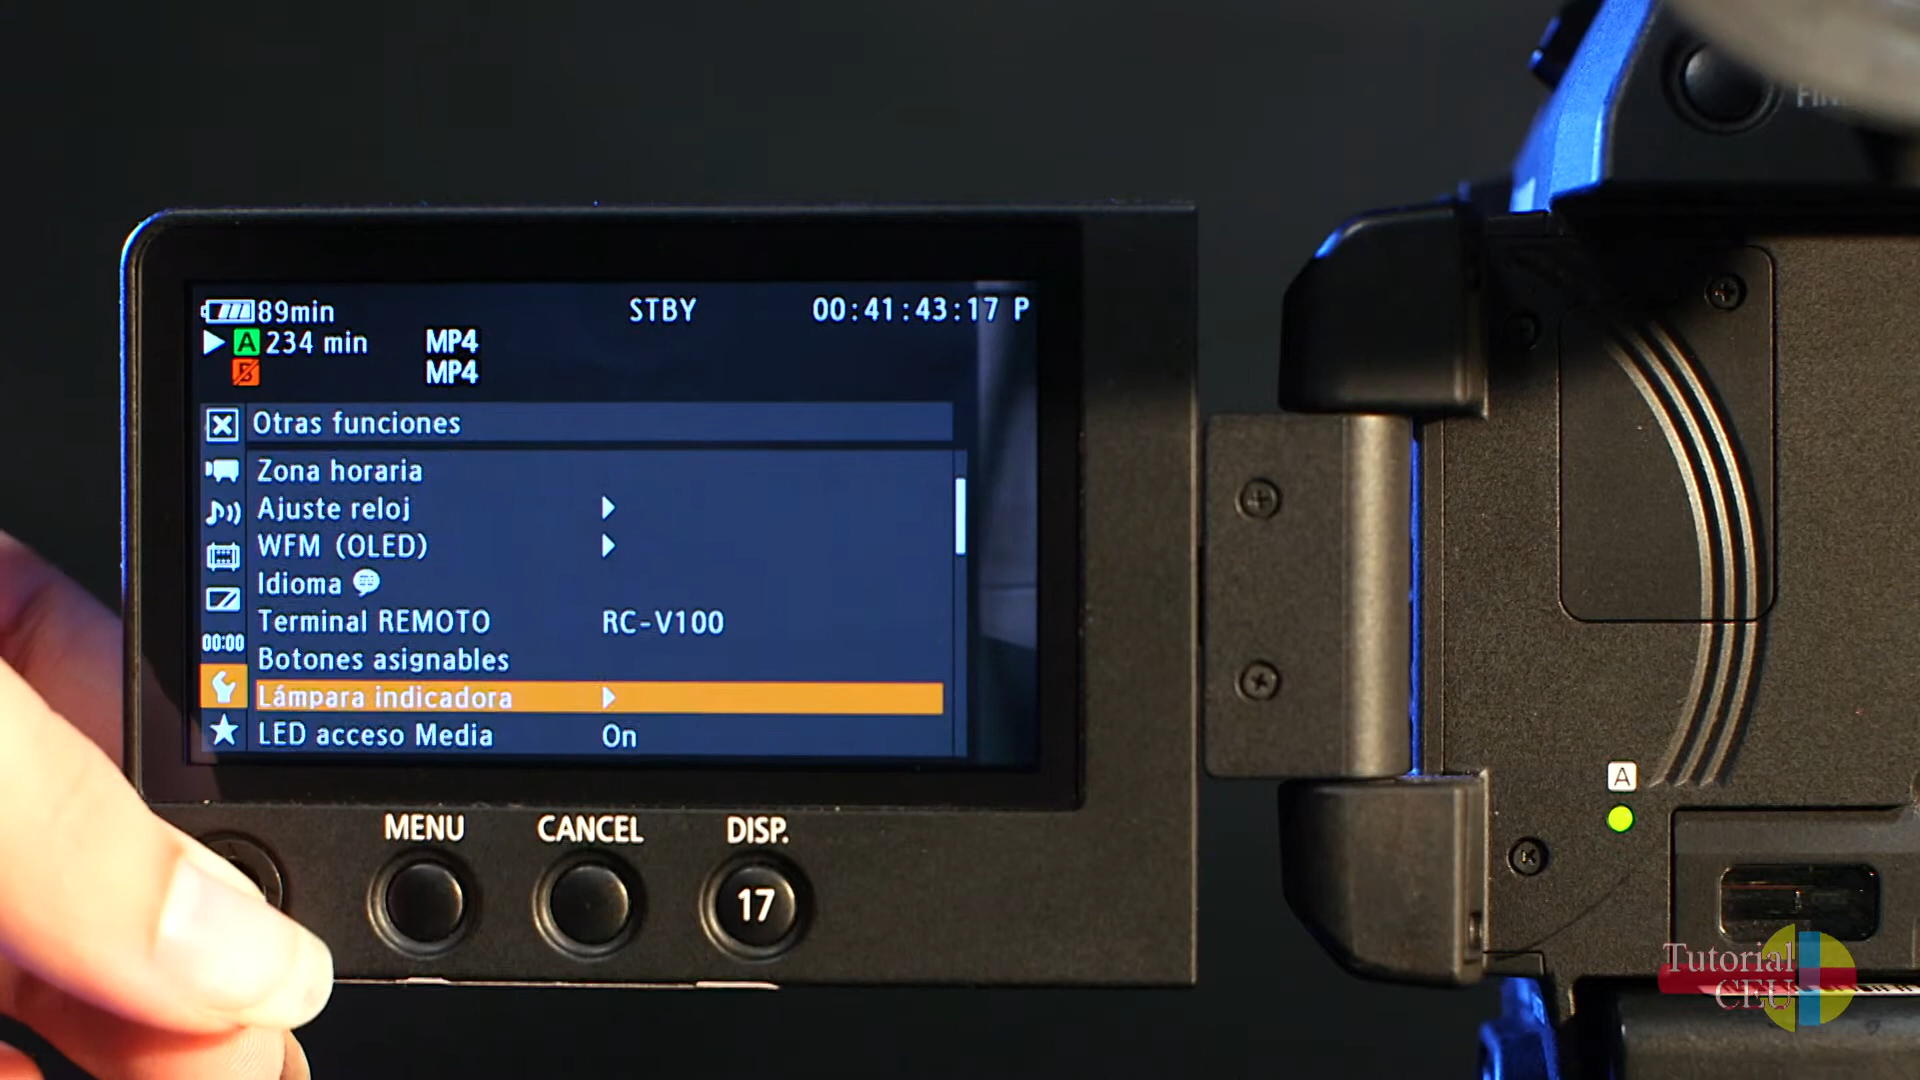 FIN
89min STBY 00:41:43:17 P
A 234 min MP4
B MP4
Otras funciones
Zona horaria
Ajuste reloj
WFM (OLED)
Idioma
Terminal REMOTO RC-V100
00:00 Botones asignables
Lámpara indicadora
LED acceso Media On
A
MENU CANCEL DISP.
17
Tutorial
CEU